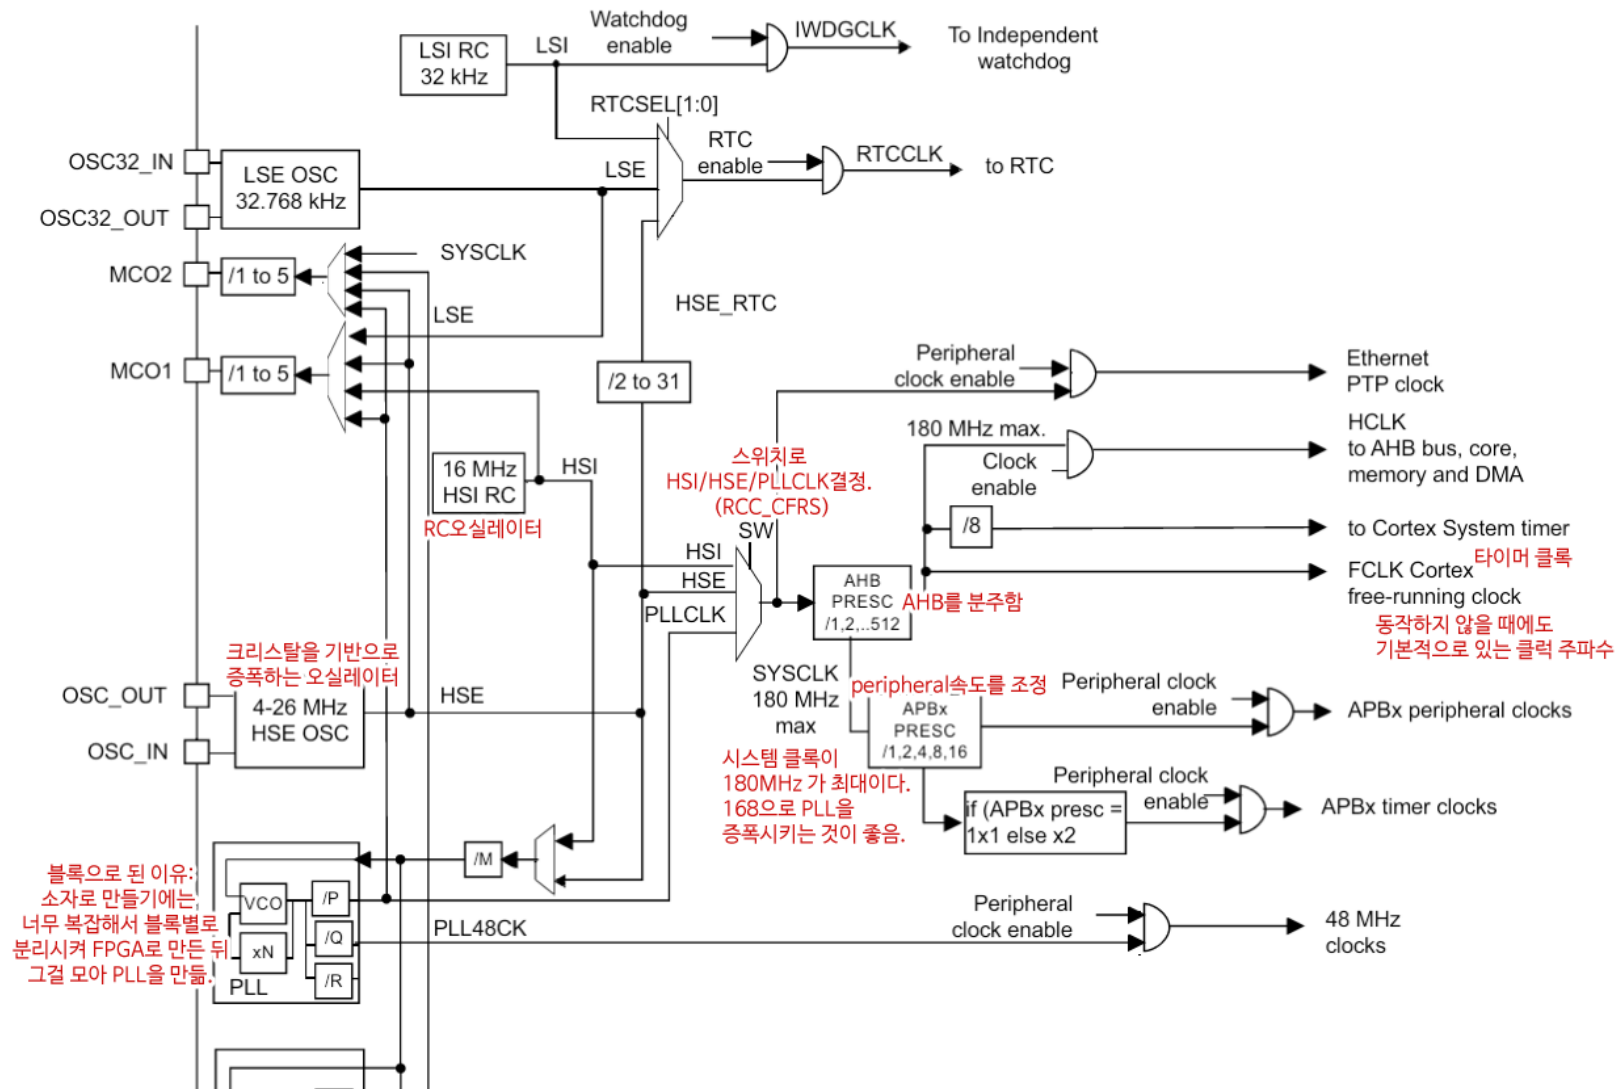 Watchdog
enable
IWDGCLK
To Independent
watchdog
LSI RC
32 kHz
LSI
RTCSEL[1:0]
OSC32_IN
OSC32_OUT
LSE OSC
32.768 kHz
LSE
RTC
enable
RTCCLK
to RTC
MCO2
/1 to 5
SYSCLK
LSE
HSE_RTC
MCO1
/1 to 5
/2 to 31
Peripheral
clock enable
Ethernet
PTP clock
180 MHz max.
Clock
enable
HCLK
to AHB bus, core,
memory and DMA
16 MHz
HSI RC
HSI
RC오실레이터
스위치로
HSI/HSE/PLLCLK결정.
(RCC_CFRS)
SW
/8
to Cortex System timer
타이머 클록
HSI
HSE
PLLCLK
AHB
PRESC
/1,2,..512
AHB를 분주함
FCLK Cortex
free-running clock
동작하지 않을 때에도
기본적으로 있는 클럭 주파수
크리스탈을 기반으로
증폭하는 오실레이터
OSC_OUT
OSC_IN
4-26 MHz
HSE OSC
HSE
SYSCLK
180 MHz
max
peripheral속도를 조정
APBx
PRESC
/1,2,4,8,16
Peripheral clock
enable
APBx peripheral clocks
시스템 클록이
180MHz 가 최대이다.
168으로 PLL을
증폭시키는 것이 좋음.
Peripheral clock
enable
if (APBx presc =
1x1 else x2
APBx timer clocks
/M
블록으로 된 이유:
소자로 만들기에는
너무 복잡해서 블록별로
분리시켜 FPGA로 만든 뒤
그걸 모아 PLL을 만듦.
VCO
xN
/P
/Q
/R
PLL
PLL48CK
Peripheral
clock enable
48 MHz
clocks